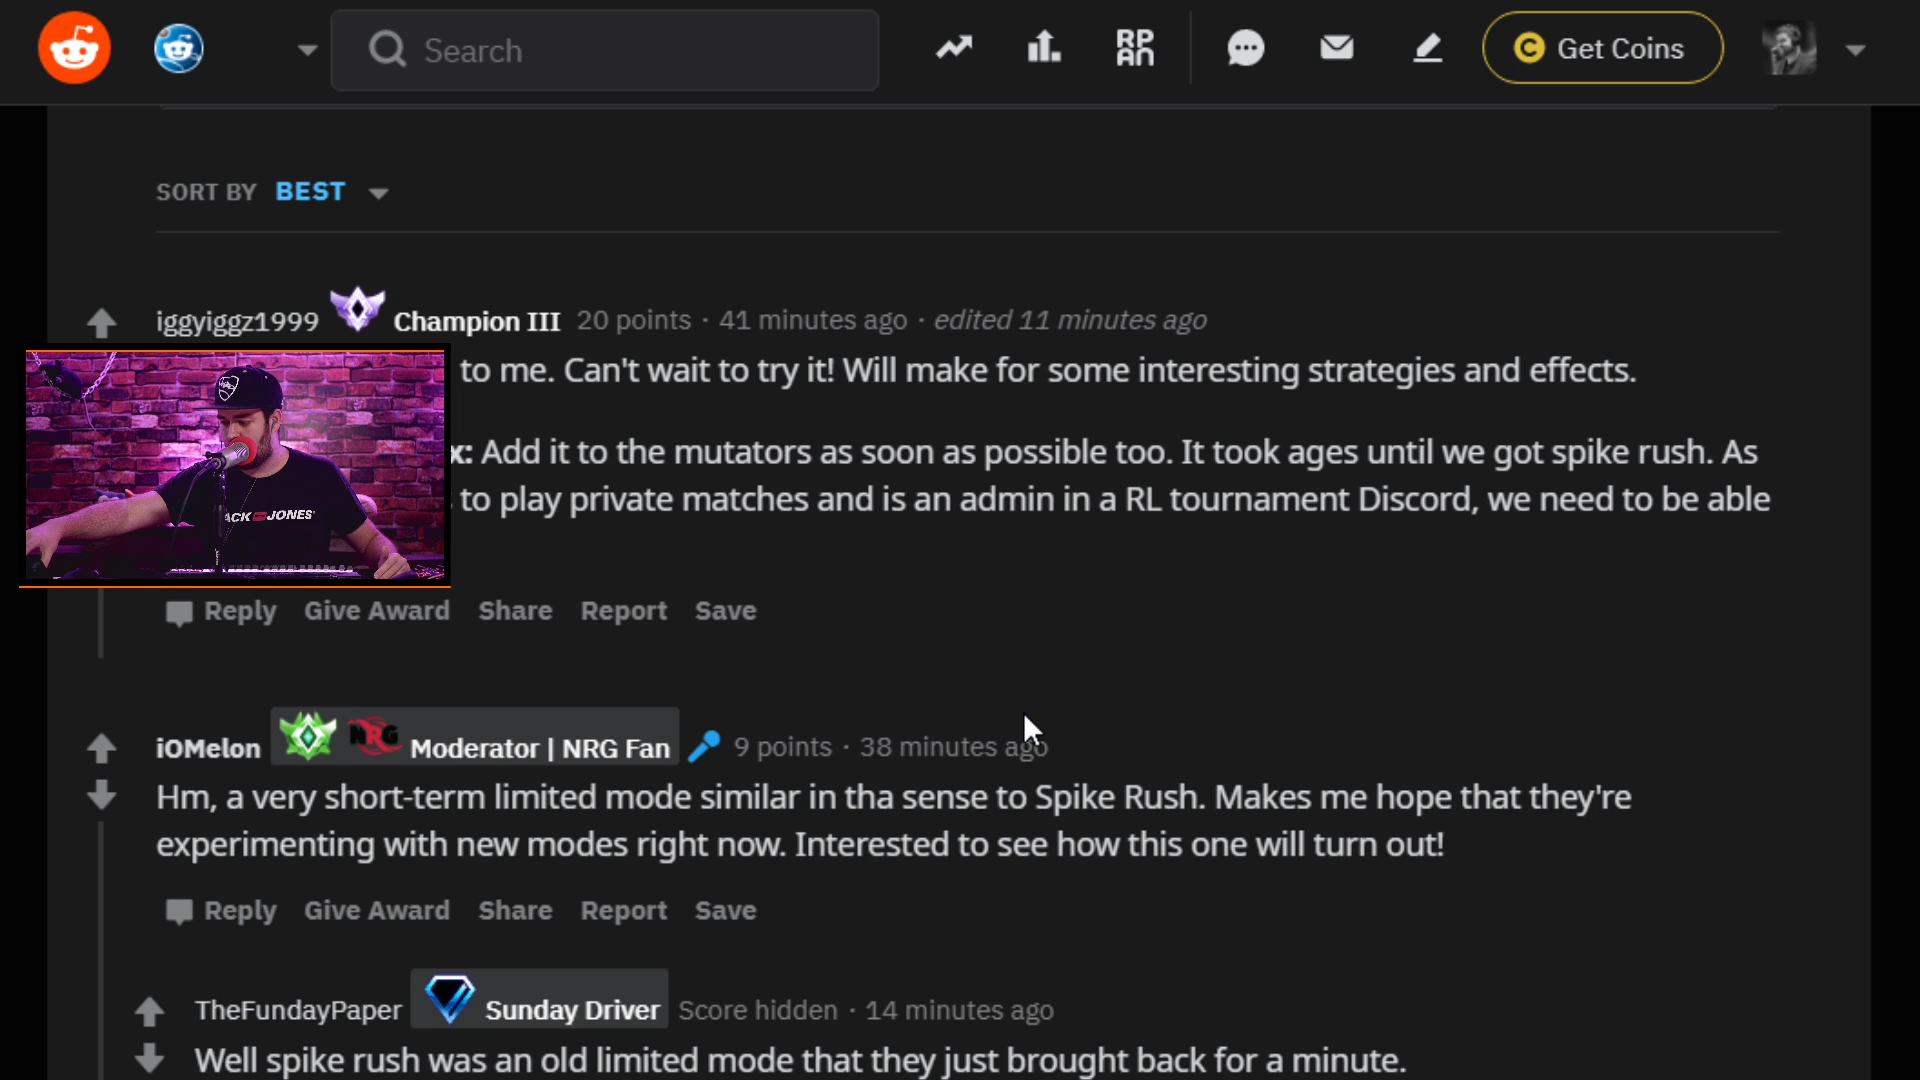 Search
RPAN
Get Coins
SORT BY BEST
iggyiggz1999 Champion III 20 points · 41 minutes ago · edited 11 minutes ago
to me. Can't wait to try it! Will make for some interesting strategies and effects.
x: Add it to the mutators as soon as possible too. It took ages until we got spike rush. As
to play private matches and is an admin in a RL tournament Discord, we need to be able
ACK JONES
Reply Give Award Share Report Save
iOMelon NRG Moderator | NRG Fan 9 points · 38 minutes ago
Hm, a very short-term limited mode similar in tha sense to Spike Rush. Makes me hope that they're
experimenting with new modes right now. Interested to see how this one will turn out!
Reply Give Award Share Report Save
TheFundayPaper Sunday Driver Score hidden · 14 minutes ago
Well spike rush was an old limited mode that they just brought back for a minute.